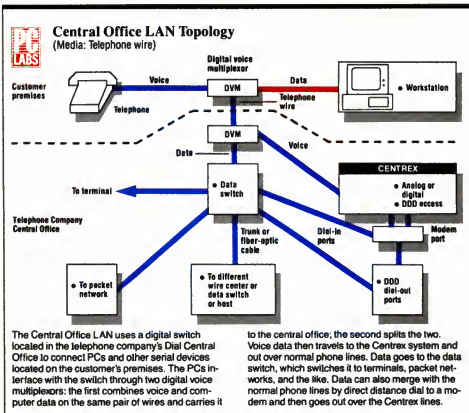 PC LABS
Central Office LAN Topology
(Media: Telephone wire)
Customer premises
Telephone
Voice
Digital voice multiplexor
DVM
Data
Telephone wire
• Workstation
DVM
Voice
Data
• Data switch
To terminal
Telephone Company Central Office
CENTREX
• Analog or digital
• DDD access
Trunk or fiber-optic cable
Dial-in ports
Modem port
• To packet network
• To different wire center or data switch or host
• DDD dial-out ports
The Central Office LAN uses a digital switch
located in the telephone company's Dial Central
Office to connect PCs and other serial devices
located on the customer's premises. The PCs in-
terface with the switch through two digital voice
multiplexors: the first combines voice and com-
puter data on the same pair of wires and carries it
to the central office; the second splits the two.
Voice data then travels to the Centrex system and
out over normal phone lines. Data goes to the data
switch, which switches it to terminals, packet net-
works, and the like. Data can also merge with the
normal phone lines by direct distance dial to a mo-
dem and then goes out over the Centrex lines.